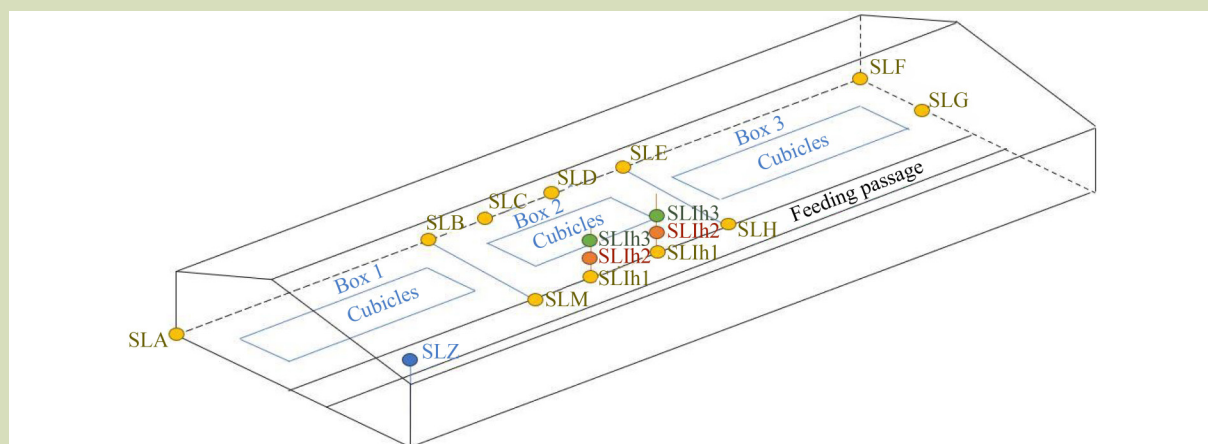 SLF
SLG
Box 3
Cubicles
SLE
SLD
SLC
SLB
Box 2
Cubicles
Feeding passage
SLIh3
SLIh2
SLIh1
SLH
SLIh3
SLIh2
SLIh1
SLM
Box 1
Cubicles
SLA
SLZ